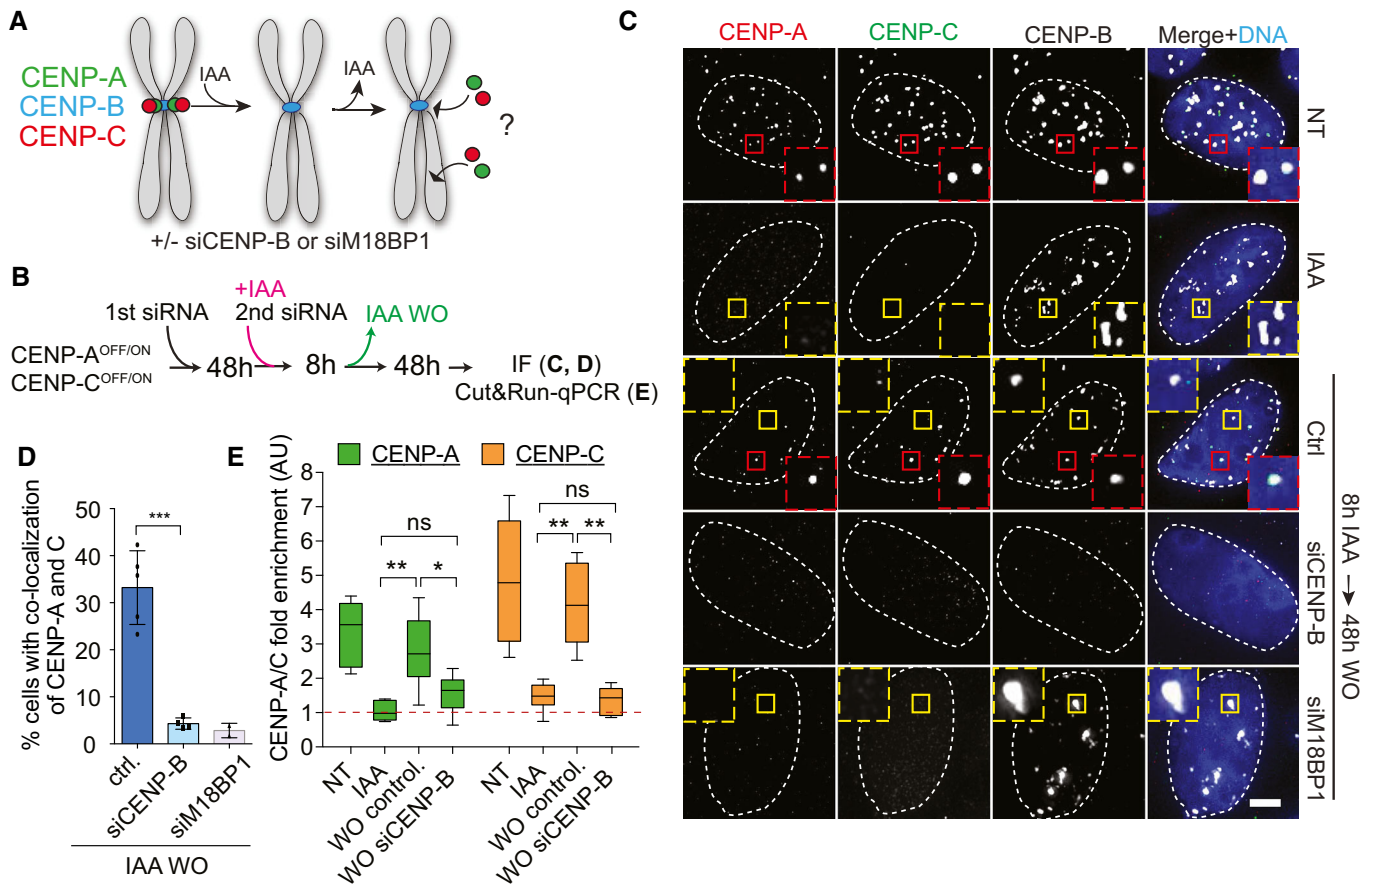 A
CENP-A
CENP-B
CENP-C
IAA
IAA
?
+/- siCENP-B or siM18BP1
B
+IAA
1st siRNA
2nd siRNA
IAA WO
CENP-A^OFF/ON
CENP-C^OFF/ON
48h
8h
48h
IF (C, D)
Cut&Run-qPCR (E)
C
CENP-A
CENP-C
CENP-B
Merge+DNA
NT
IAA
Ctrl
siCENP-B
siM18BP1
8h IAA → 48h WO
D
% cells with co-localization
of CENP-A and C
50
40
30
20
10
0
***
ctrl.
siCENP-B
siM18BP1
IAA WO
E
CENP-A
CENP-C
CENP-A/C fold enrichment (AU)
8
7
6
5
4
3
2
1
0
ns
**
*
ns
**
**
NT
IAA
WO control.
WO siCENP-B
NT
IAA
WO control.
WO siCENP-B